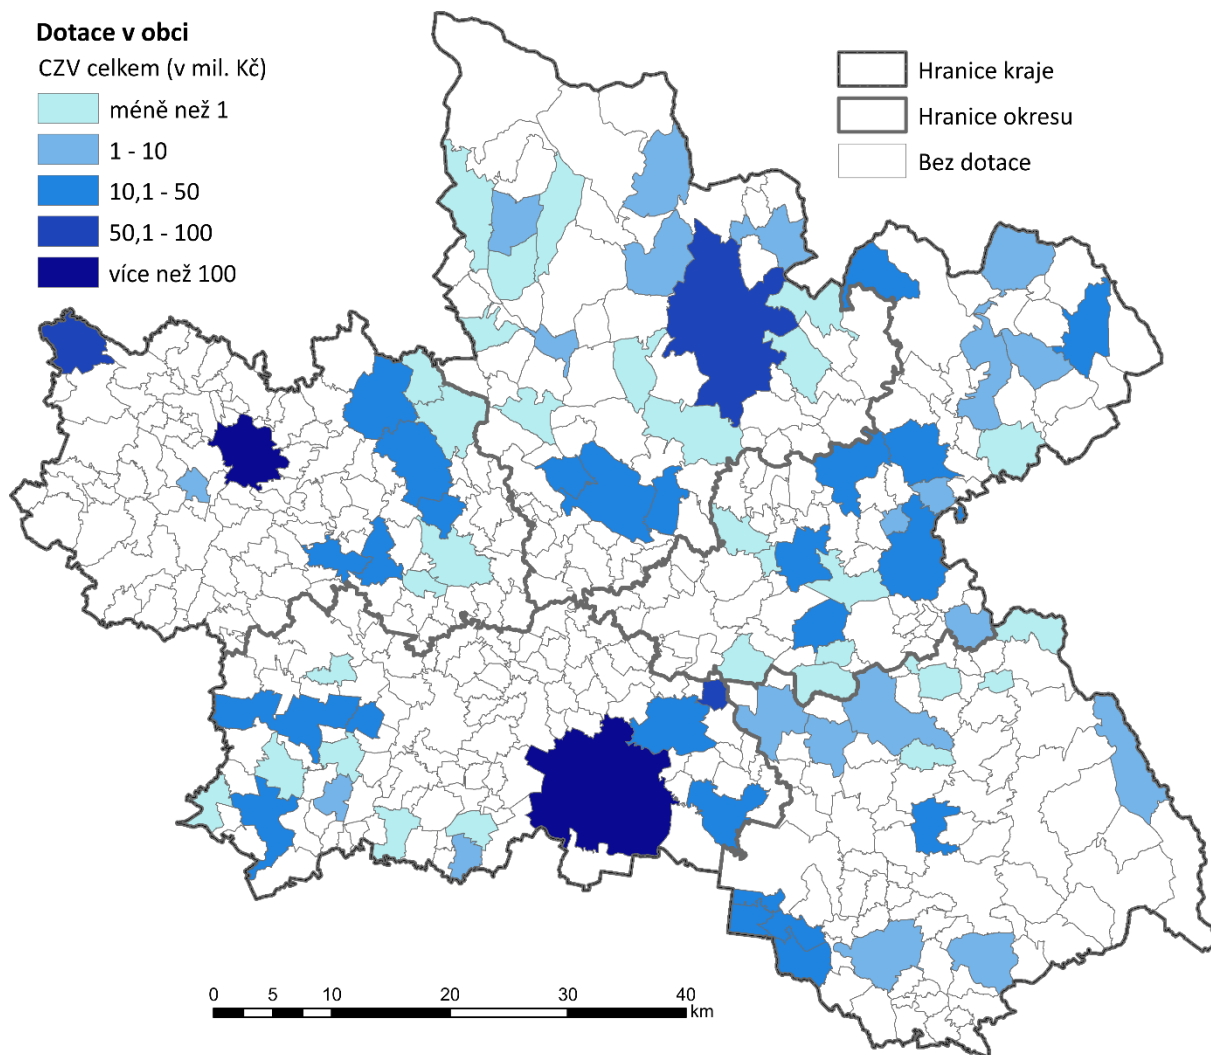 Dotace v obci
CZV celkem (v mil. Kč)
méně než 1
1 - 10
10,1 - 50
50,1 - 100
více než 100
Hranice kraje
Hranice okresu
Bez dotace
0 5 10 20 30 40
km